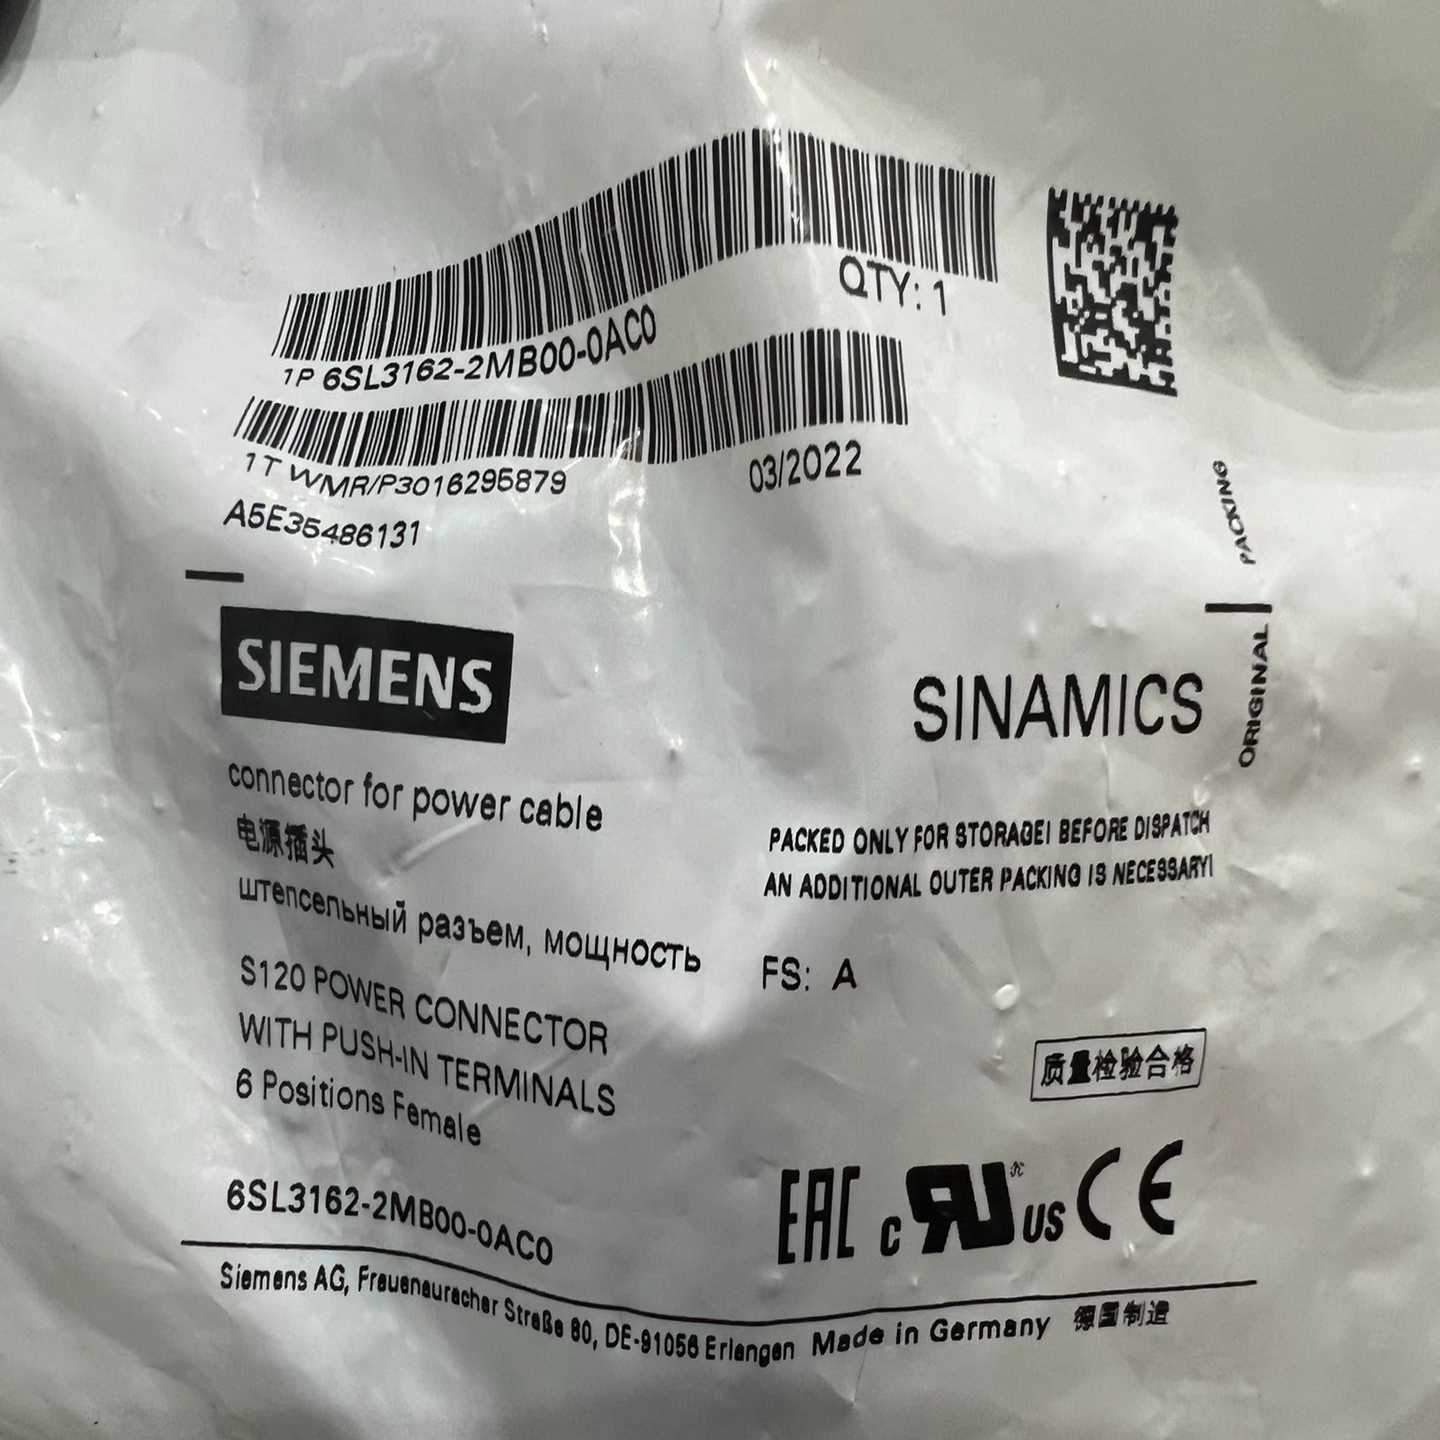 QTY: 1
1P 6SL3162-2MB00-0AC0
1T WMR/P3016295879
03/2022
A5E35486131
ORIGINAL PACKING
SIEMENS
SINAMICS
connector for power cable
电源插头
штепсельный разъем, мощность
PACKED ONLY FOR STORAGE! BEFORE DISPATCH
AN ADDITIONAL OUTER PACKING IS NECESSARY!
FS: A
S120 POWER CONNECTOR
WITH PUSH-IN TERMINALS
6 Positions Female
质量检验合格
6SL3162-2MB00-0AC0
EAC c RU US CE
Siemens AG, Frauenauracher Straße 80, DE-91056 Erlangen Made in Germany 德国制造